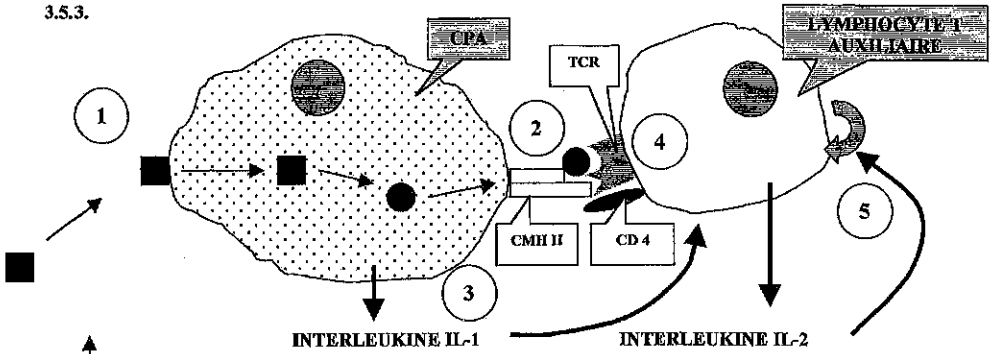 3.5.3.
CPA
LYMPHOCYTE T
AUXILIAIRE
TCR
1
2
4
5
CMH II
CD 4
3
INTERLEUKINE IL-1
INTERLEUKINE IL-2